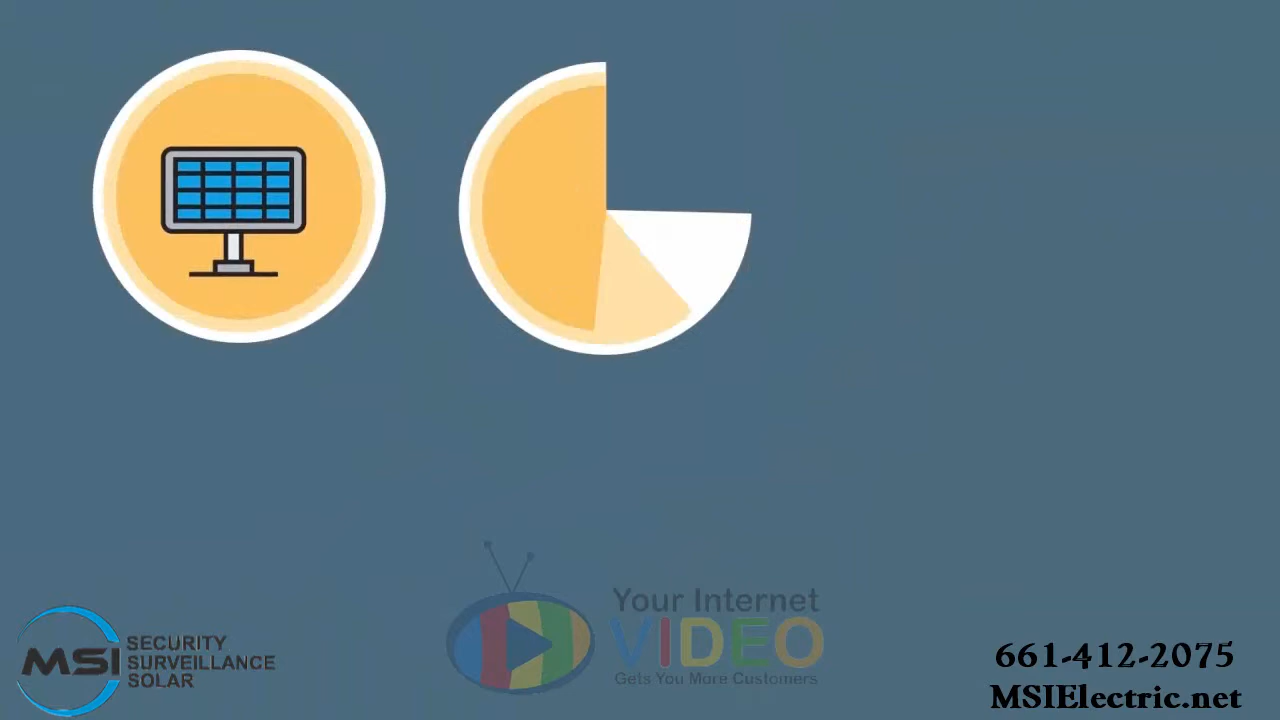 MSI
SECURITY
SURVEILLANCE
SOLAR
Your Internet
VIDEO
Gets You More Customers
661-412-2075
MSIElectric.net